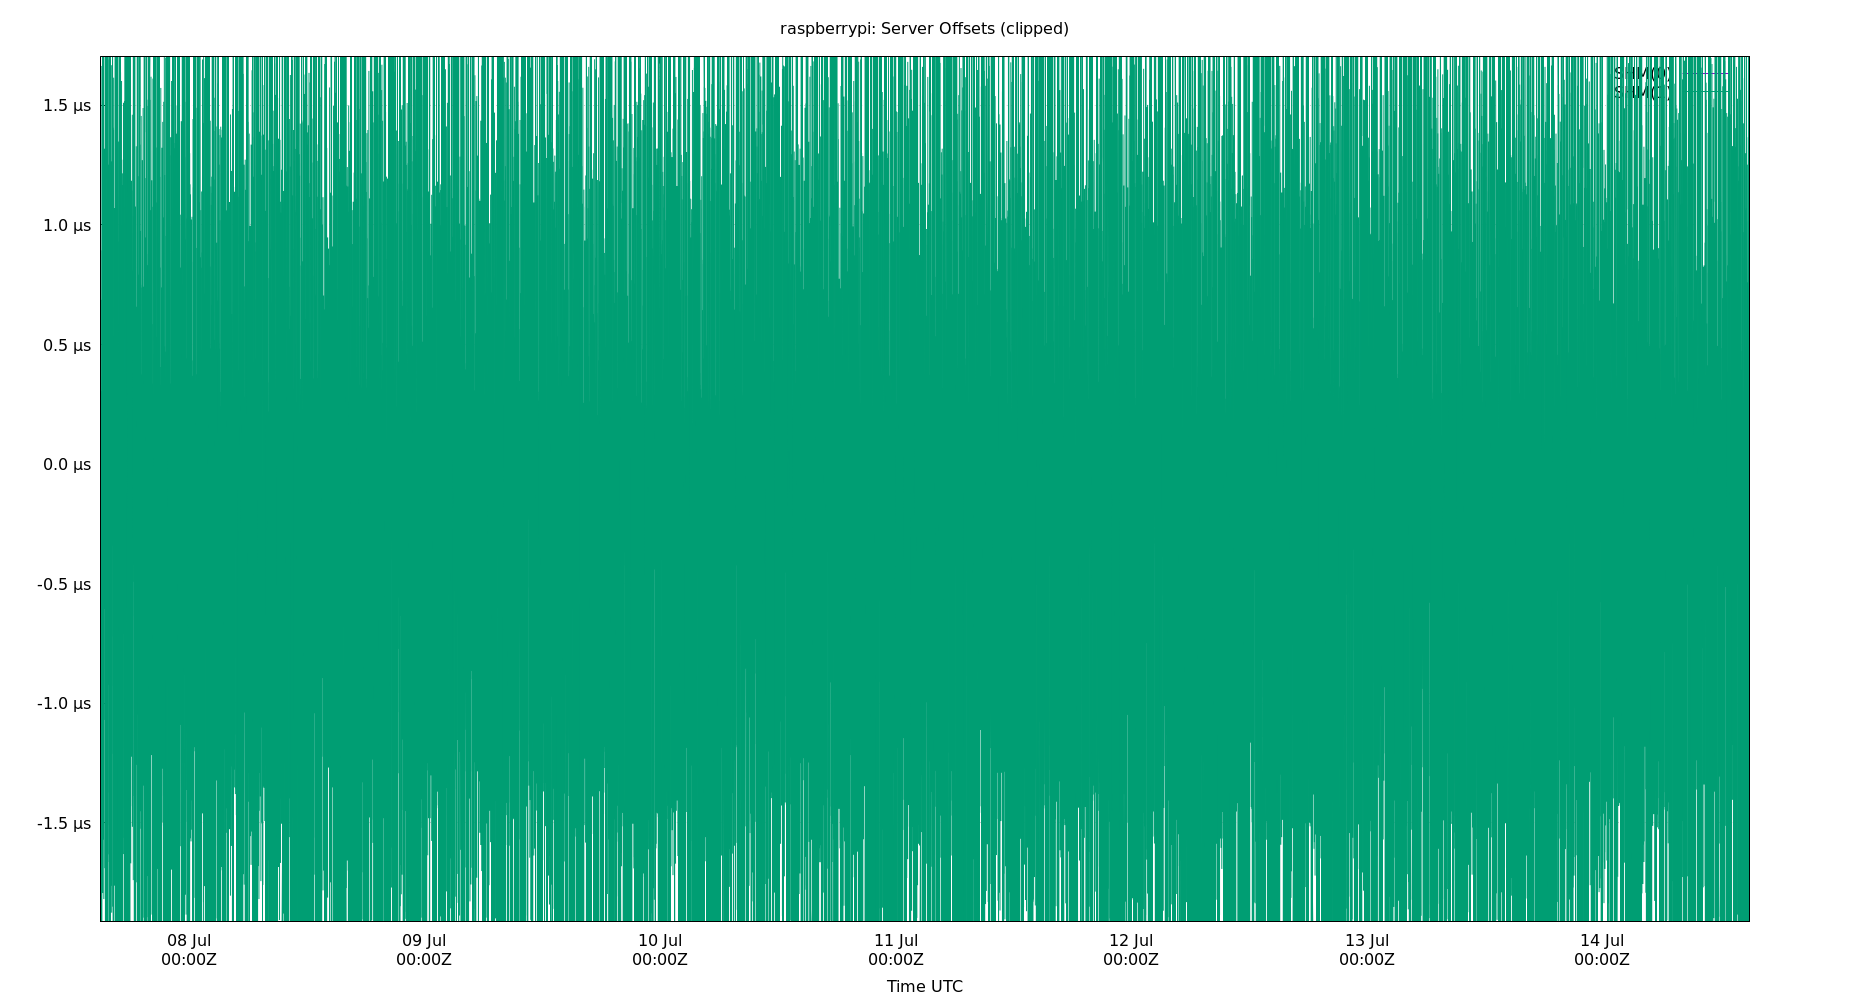 raspberrypi: Server Offsets (clipped)
1.5 µs
1.0 µs
0.5 µs
0.0 µs
-0.5 µs
-1.0 µs
-1.5 µs
08 Jul 09 Jul 10 Jul 11 Jul 12 Jul 13 Jul 14 Jul
00:00Z 00:00Z 00:00Z 00:00Z 00:00Z 00:00Z 00:00Z
Time UTC